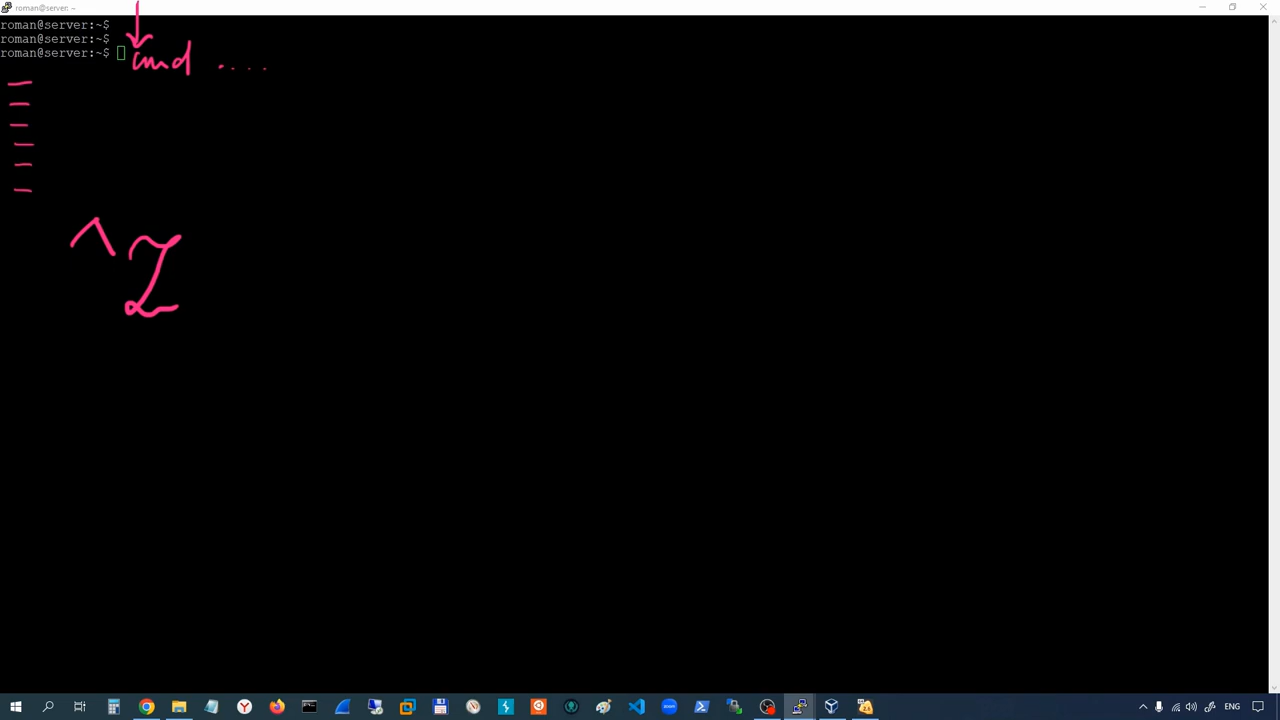 roman@server: ~
roman@server:~$
roman@server:~$
roman@server:~$ cmd ....
^Z
ENG